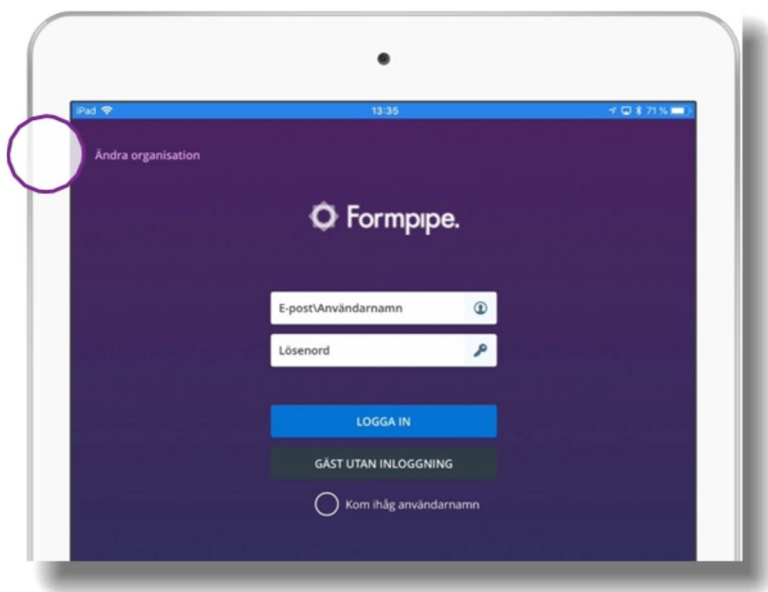 iPad 13:35 71 %
Ändra organisation
Formpipe.
E-post\Användarnamn
Lösenord
LOGGA IN
GÄST UTAN INLOGGNING
Kom ihåg användarnamn